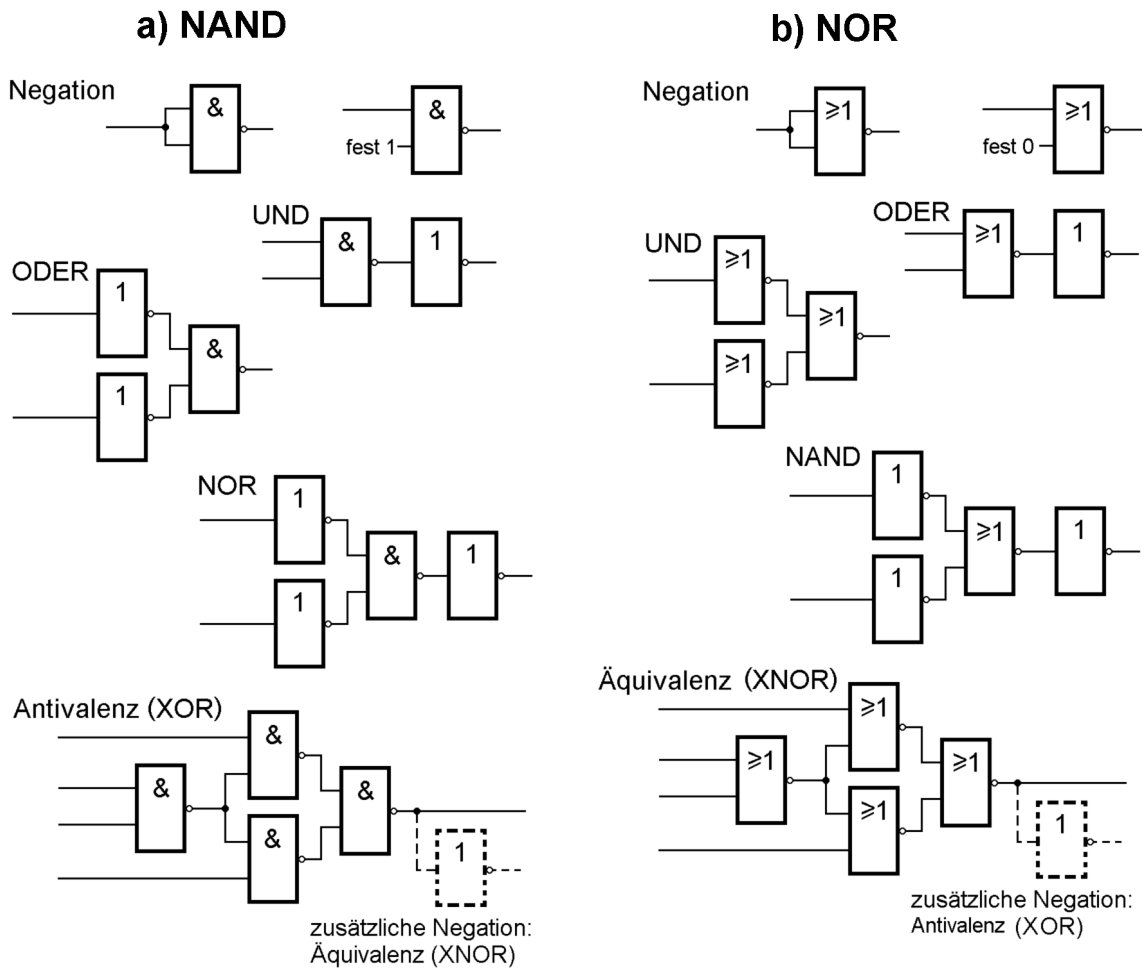 a) NAND
Negation
&
&
fest 1
UND
&
1
ODER
1
1
&
NOR
1
1
&
1
Antivalenz (XOR)
&
&
&
&
1
zusätzliche Negation:
Äquivalenz (XNOR)
b) NOR
Negation
⩾1
⩾1
fest 0
ODER
⩾1
1
UND
⩾1
⩾1
⩾1
NAND
1
1
⩾1
1
Äquivalenz (XNOR)
⩾1
⩾1
⩾1
⩾1
1
zusätzliche Negation:
Antivalenz (XOR)